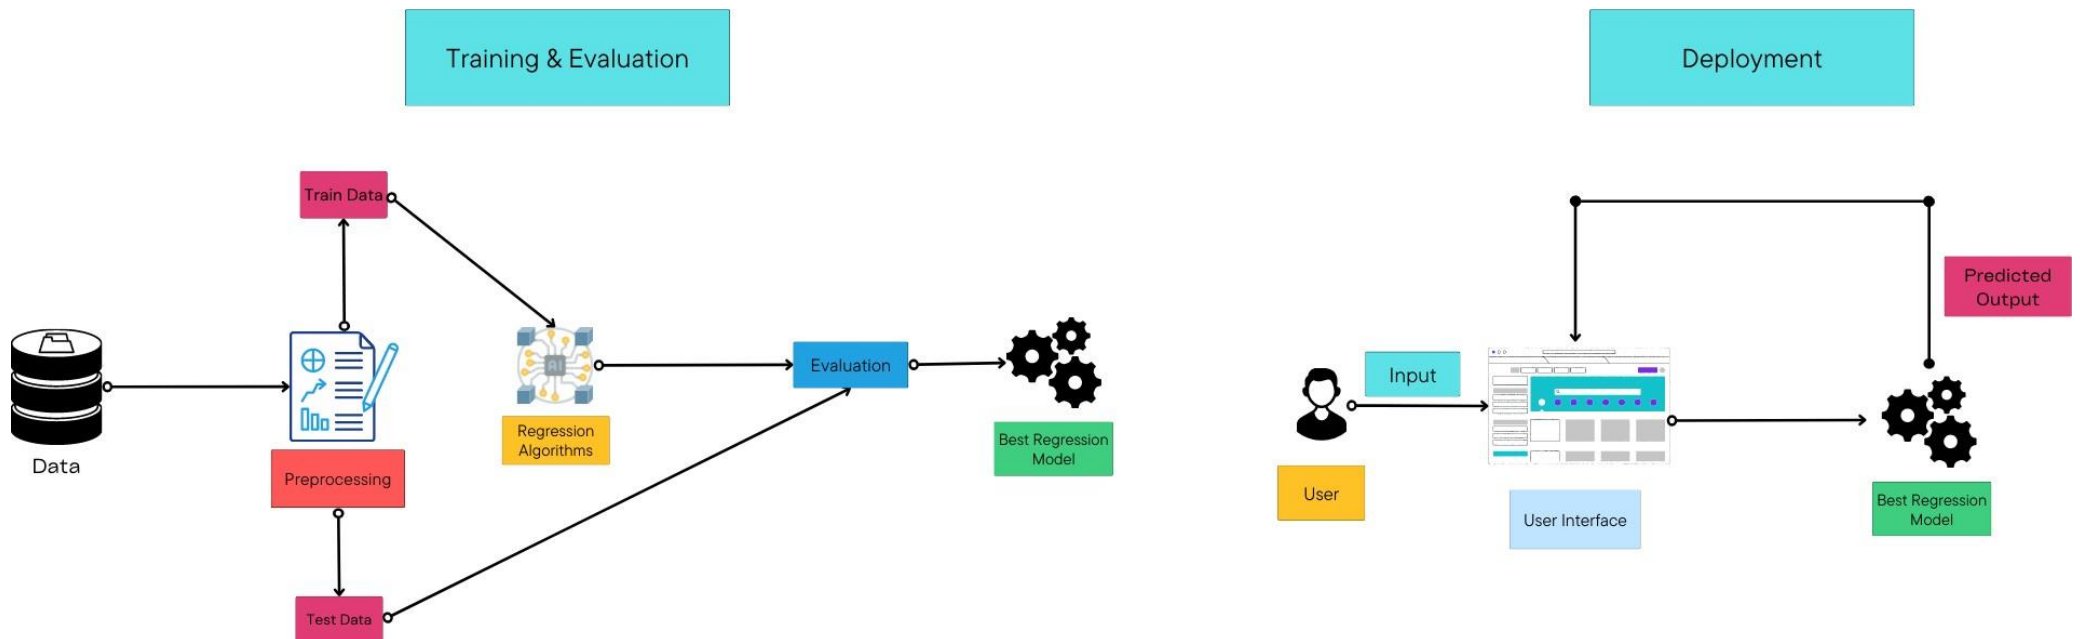 Training & Evaluation
Deployment
Train Data
Data
Preprocessing
Test Data
AI
Regression
Algorithms
Evaluation
Best Regression
Model
Input
User
User Interface
Predicted
Output
Best Regression
Model